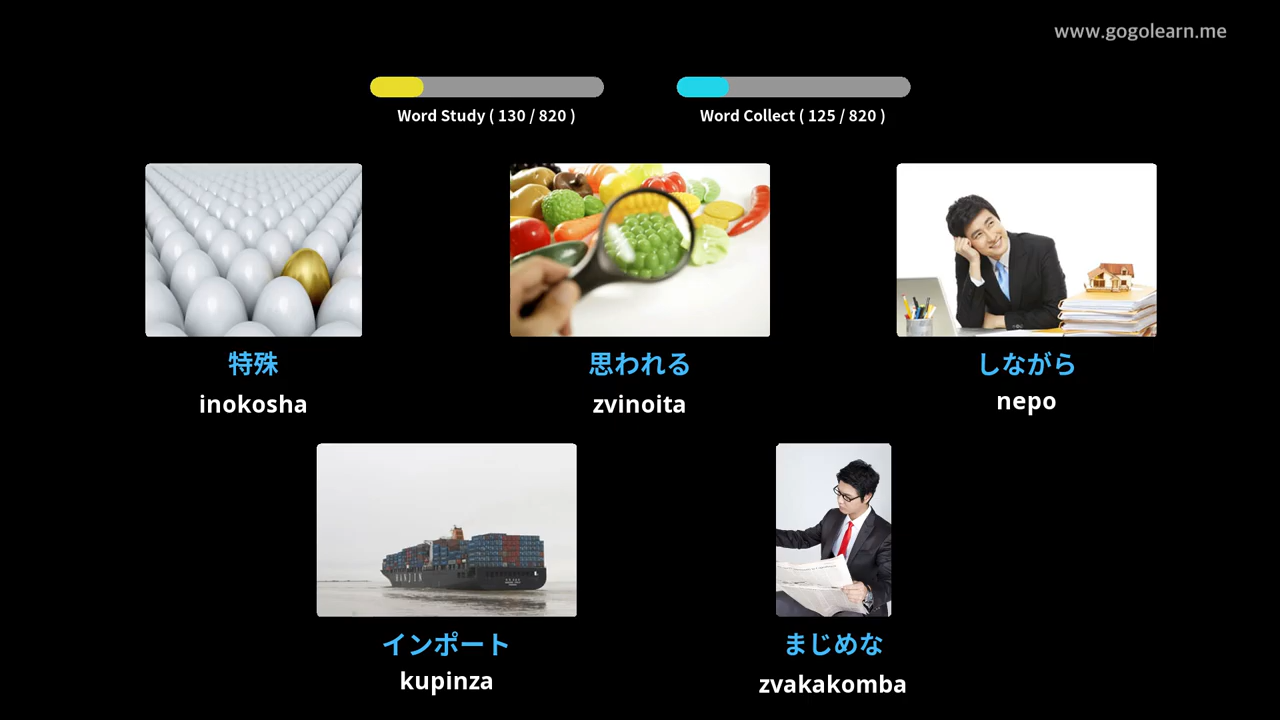 www.gogolearn.me
Word Study ( 130 / 820 )
Word Collect ( 125 / 820 )
特殊
inokosha
思われる
zvinoita
しながら
nepo
インポート
kupinza
まじめな
zvakakomba